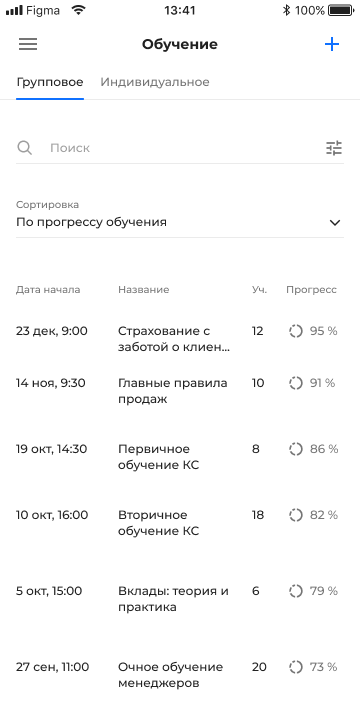 Figma 13:41 100%
Обучение
Групповое Индивидуальное
Поиск
Сортировка
По прогрессу обучения
Дата начала Название Уч. Прогресс
23 дек, 9:00 Страхование с 12 95 %
заботой о клиен...
14 ноя, 9:30 Главные правила 10 91 %
продаж
19 окт, 14:30 Первичное 8 86 %
обучение КС
10 окт, 16:00 Вторичное 18 82 %
обучение КС
5 окт, 15:00 Вклады: теория и 6 79 %
практика
27 сен, 11:00 Очное обучение 20 73 %
менеджеров